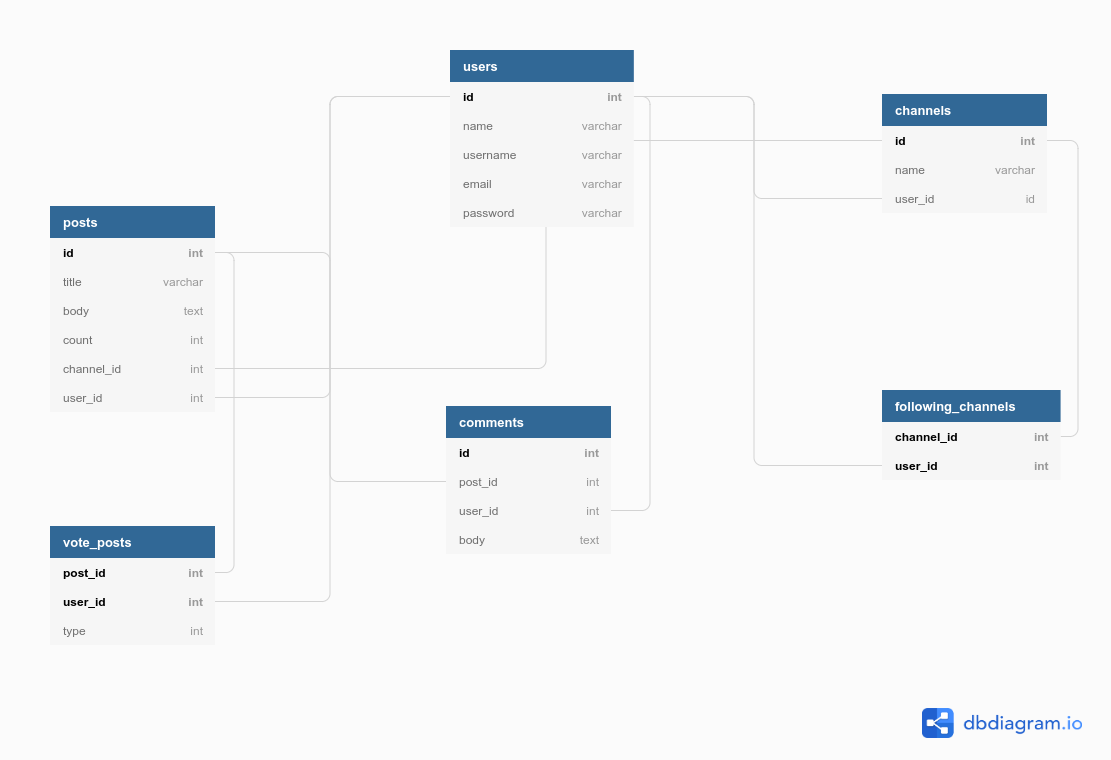 users
id int
name varchar
username varchar
email varchar
password varchar
channels
id int
name varchar
user_id id
posts
id int
title varchar
body text
count int
channel_id int
user_id int
comments
id int
post_id int
user_id int
body text
following_channels
channel_id int
user_id int
vote_posts
post_id int
user_id int
type int
dbdiagram.io